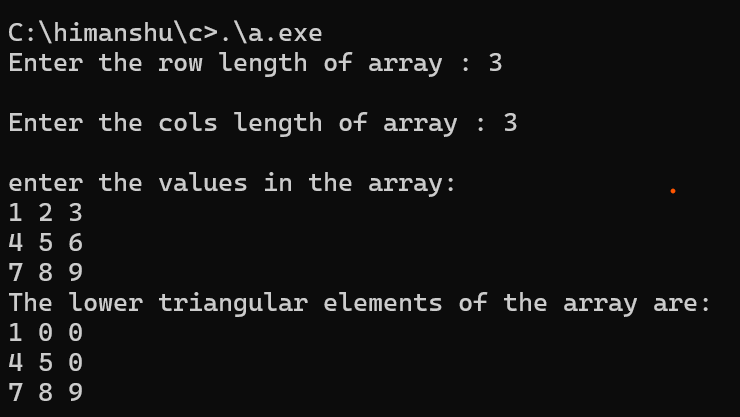 C:\himanshu\c>.\a.exe
Enter the row length of array : 3
Enter the cols length of array : 3
enter the values in the array:
1 2 3
4 5 6
7 8 9
The lower triangular elements of the array are:
1 0 0
4 5 0
7 8 9